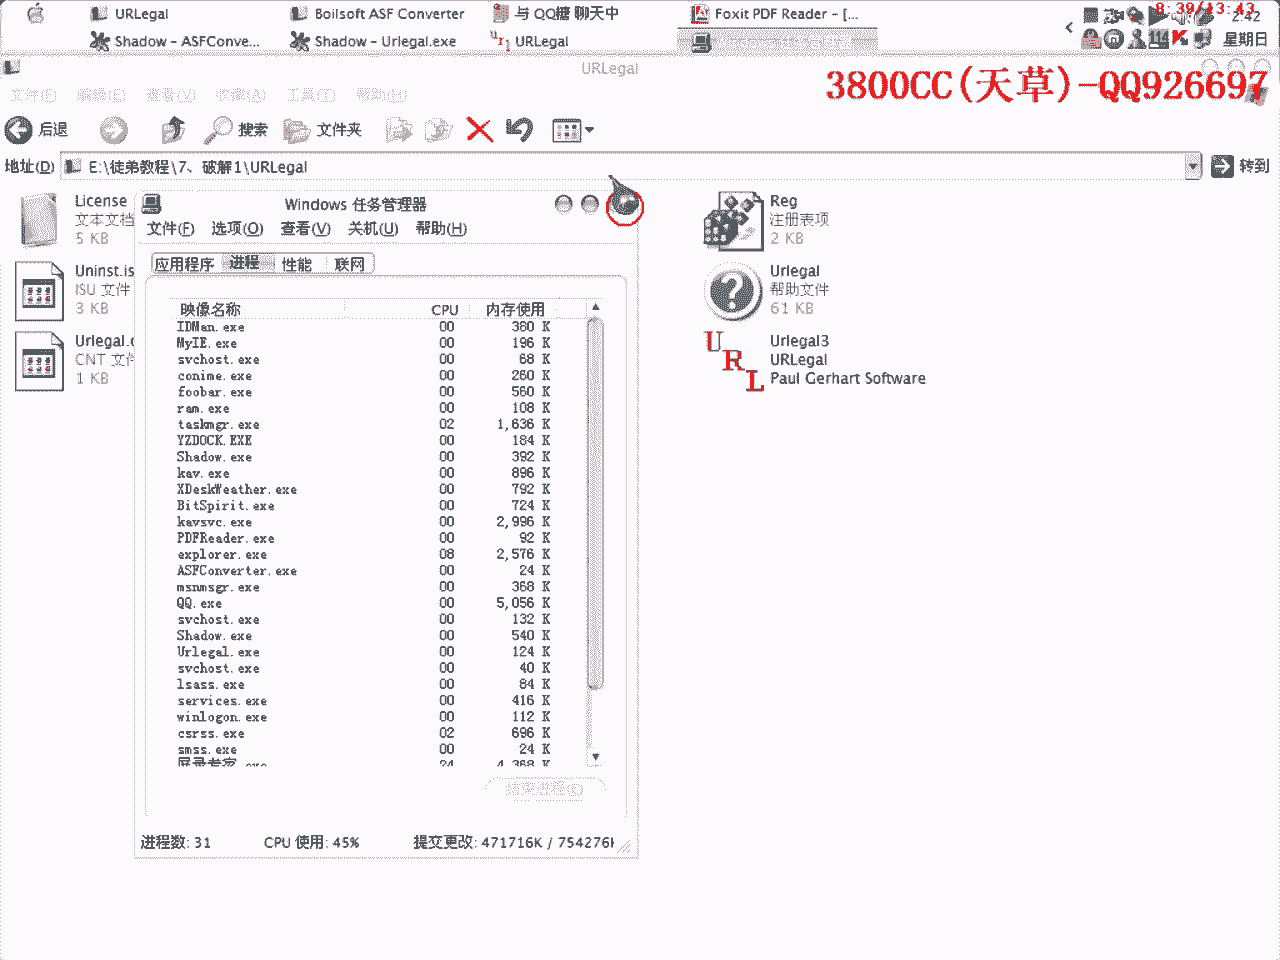 URLegal
Boilsoft ASF Converter
与 QQ糖 聊天中
Foxit PDF Reader - [...
8:39/13:43
2:42
Shadow - ASFConve...
Shadow - Urlegal.exe
URLegal
114
星期日
URLegal
3800CC(天草)-QQ926697
文件(F) 编辑(E) 查看(V) 收藏(A) 工具(T) 帮助(H)
后退
搜索
文件夹
地址(D)
E:\徒弟教程\7、破解1\URLegal
转到
License
文本文档
5 KB
Uninst.is
ISU 文件
3 KB
Urlegal.
CNT 文件
1 KB
Windows 任务管理器
文件(F) 选项(O) 查看(V) 关机(U) 帮助(H)
应用程序 进程 性能 联网
映像名称 CPU 内存使用
IDMan.exe 00 380 K
MyIE.exe 00 196 K
svchost.exe 00 68 K
conime.exe 00 260 K
foobar.exe 00 560 K
ram.exe 00 108 K
taskmgr.exe 02 1,636 K
YZDOCK.EXE 00 184 K
Shadow.exe 00 392 K
kav.exe 00 896 K
XDeskWeather.exe 00 792 K
BitSpirit.exe 00 724 K
kavsvc.exe 00 2,996 K
PDFReader.exe 00 92 K
explorer.exe 08 2,576 K
ASFConverter.exe 00 24 K
msnmsgr.exe 00 368 K
QQ.exe 00 5,056 K
svchost.exe 00 132 K
Shadow.exe 00 540 K
Urlegal.exe 00 124 K
svchost.exe 00 40 K
lsass.exe 00 84 K
services.exe 00 416 K
winlogon.exe 00 112 K
csrss.exe 02 696 K
smss.exe 00 24 K
屏录专家.exe 24 4,368 K
结束进程(E)
进程数: 31
CPU 使用: 45%
提交更改: 471716K / 754276K
Reg
注册表项
2 KB
Urlegal
帮助文件
61 KB
URL
Urlegal3
URLegal
Paul Gerhart Software